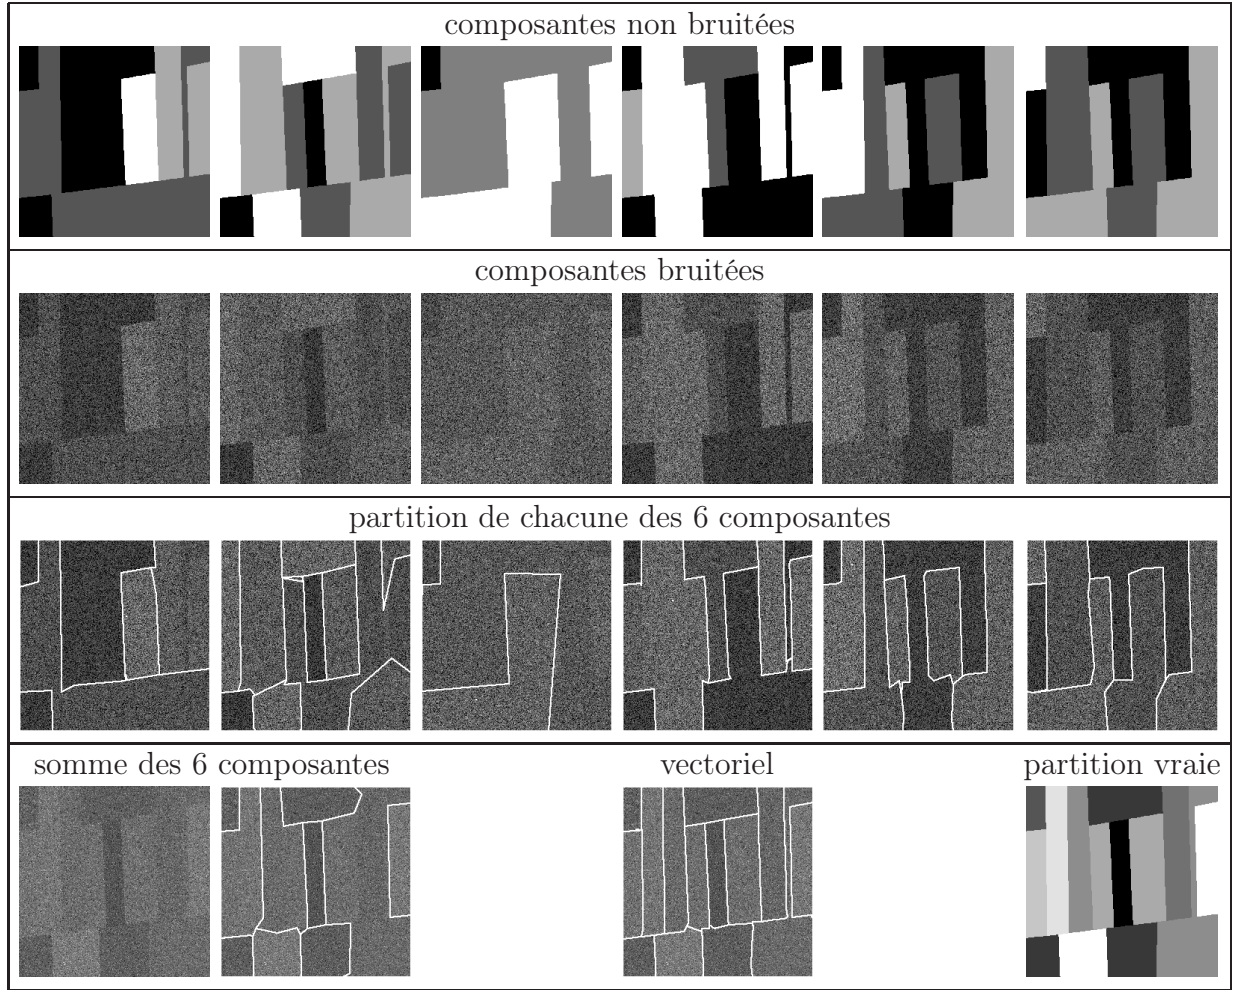 composantes non bruitées
composantes bruitées
partition de chacune des 6 composantes
somme des 6 composantes
vectoriel
partition vraie